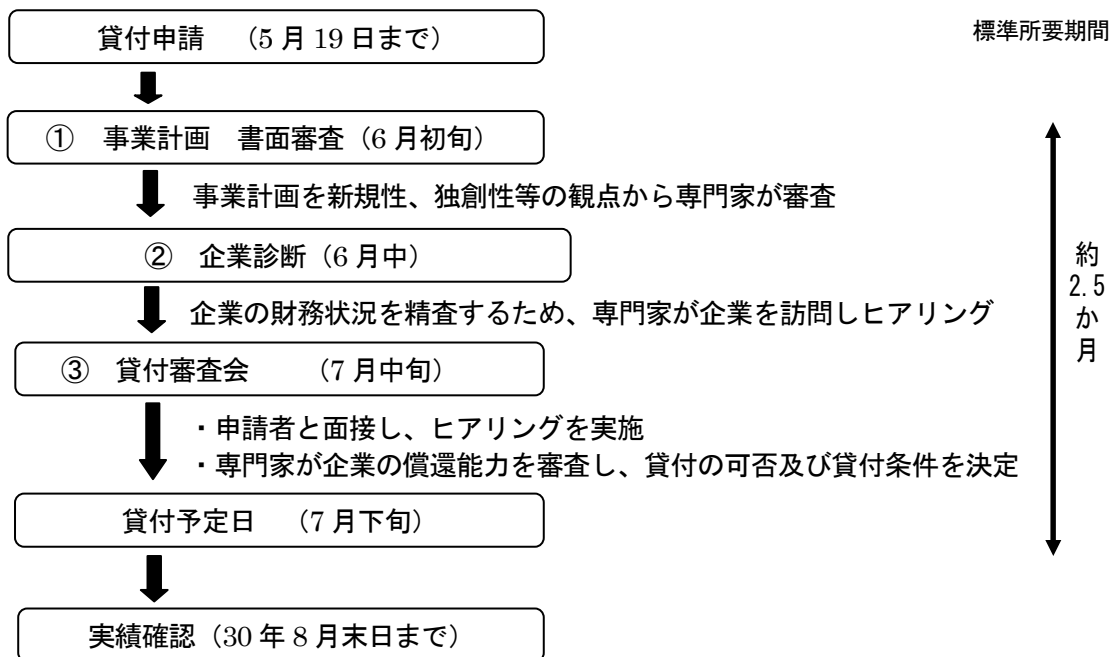 貸付申請 (5月19日まで)
標準所要期間
① 事業計画 書面審査(6月初旬)
事業計画を新規性、独創性等の観点から専門家が審査
② 企業診断(6月中)
企業の財務状況を精査するため、専門家が企業を訪問しヒアリング
③ 貸付審査会 (7月中旬)
・申請者と面接し、ヒアリングを実施
・専門家が企業の償還能力を審査し、貸付の可否及び貸付条件を決定
貸付予定日 (7月下旬)
実績確認(30年8月末日まで)
約2.5か月